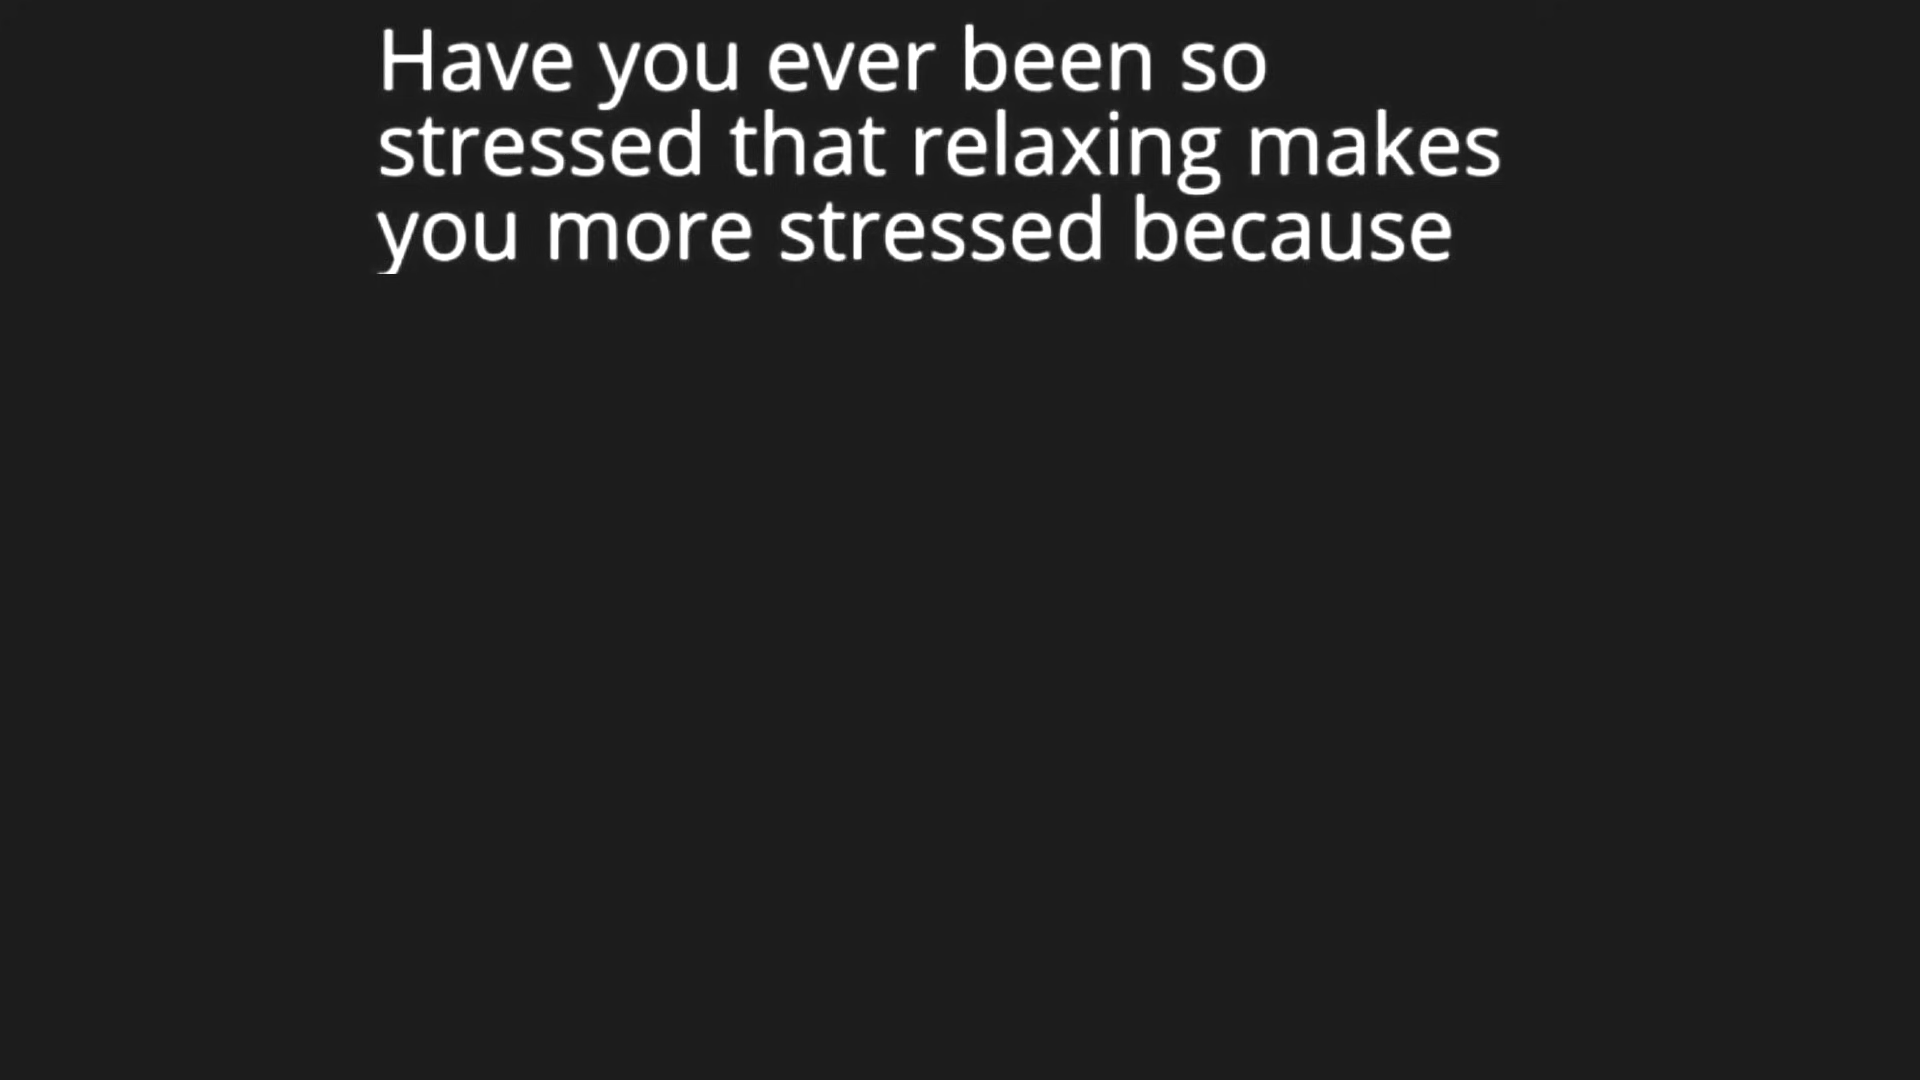 Have you ever been so
stressed that relaxing makes
you more stressed because